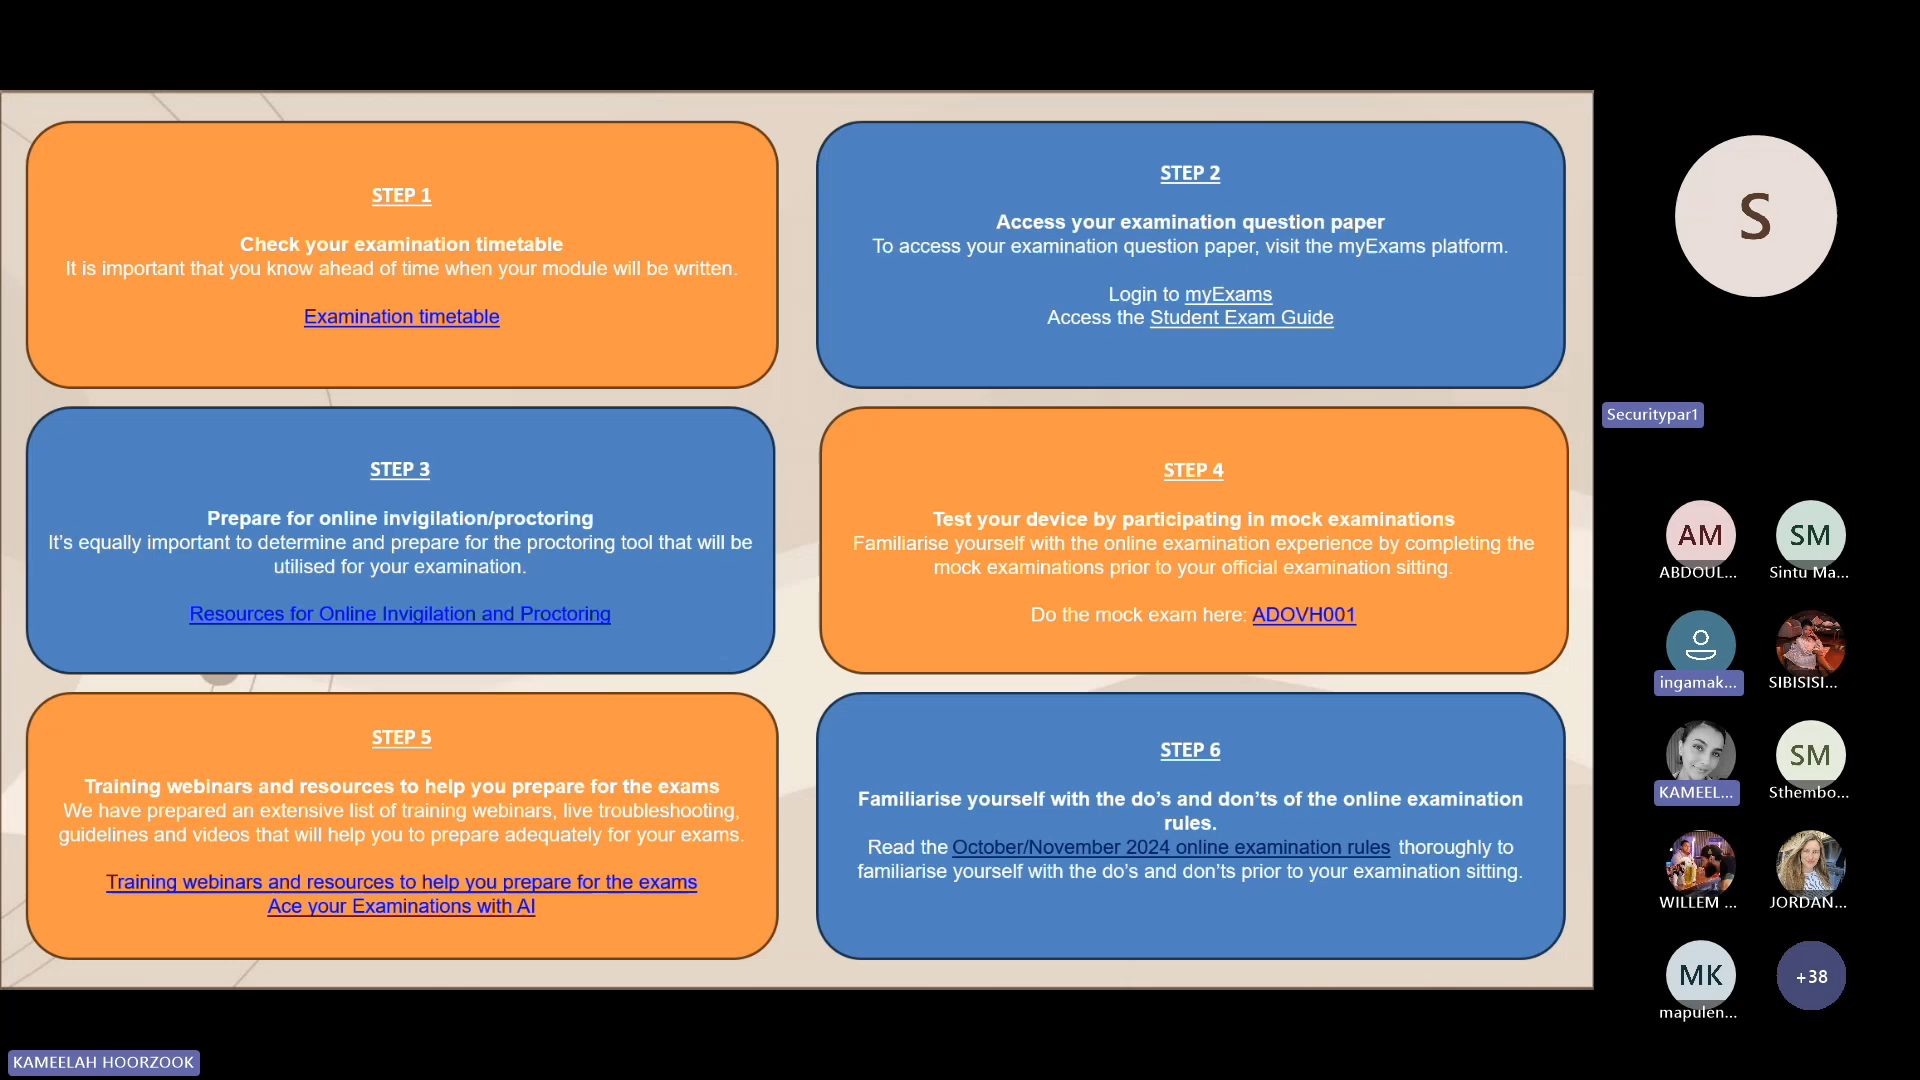 STEP 1
Check your examination timetable
It is important that you know ahead of time when your module will be written.
Examination timetable
STEP 2
Access your examination question paper
To access your examination question paper, visit the myExams platform.
Login to myExams
Access the Student Exam Guide
STEP 3
Prepare for online invigilation/proctoring
It's equally important to determine and prepare for the proctoring tool that will be
utilised for your examination.
Resources for Online Invigilation and Proctoring
STEP 4
Test your device by participating in mock examinations
Familiarise yourself with the online examination experience by completing the
mock examinations prior to your official examination sitting.
Do the mock exam here: ADOVH001
STEP 5
Training webinars and resources to help you prepare for the exams
We have prepared an extensive list of training webinars, live troubleshooting,
guidelines and videos that will help you to prepare adequately for your exams.
Training webinars and resources to help you prepare for the exams
Ace your Examinations with AI
STEP 6
Familiarise yourself with the do’s and don’ts of the online examination
rules.
Read the October/November 2024 online examination rules thoroughly to
familiarise yourself with the do’s and don’ts prior to your examination sitting.
S
Securitypar1
AM
SM
ABDOUL...
Sintu Ma...
ingamak...
SIBISISI...
SM
KAMEEL...
Sthembo...
WILLEM ...
JORDAN...
MK
+38
mapulen...
KAMEELAH HOORZOOK